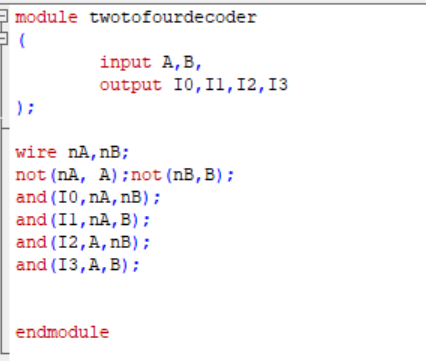 module twotofourdecoder
(
input A,B,
output I0,I1,I2,I3
);
wire nA,nB;
not(nA, A);not(nB,B);
and(I0,nA,nB);
and(I1,nA,B);
and(I2,A,nB);
and(I3,A,B);
endmodule